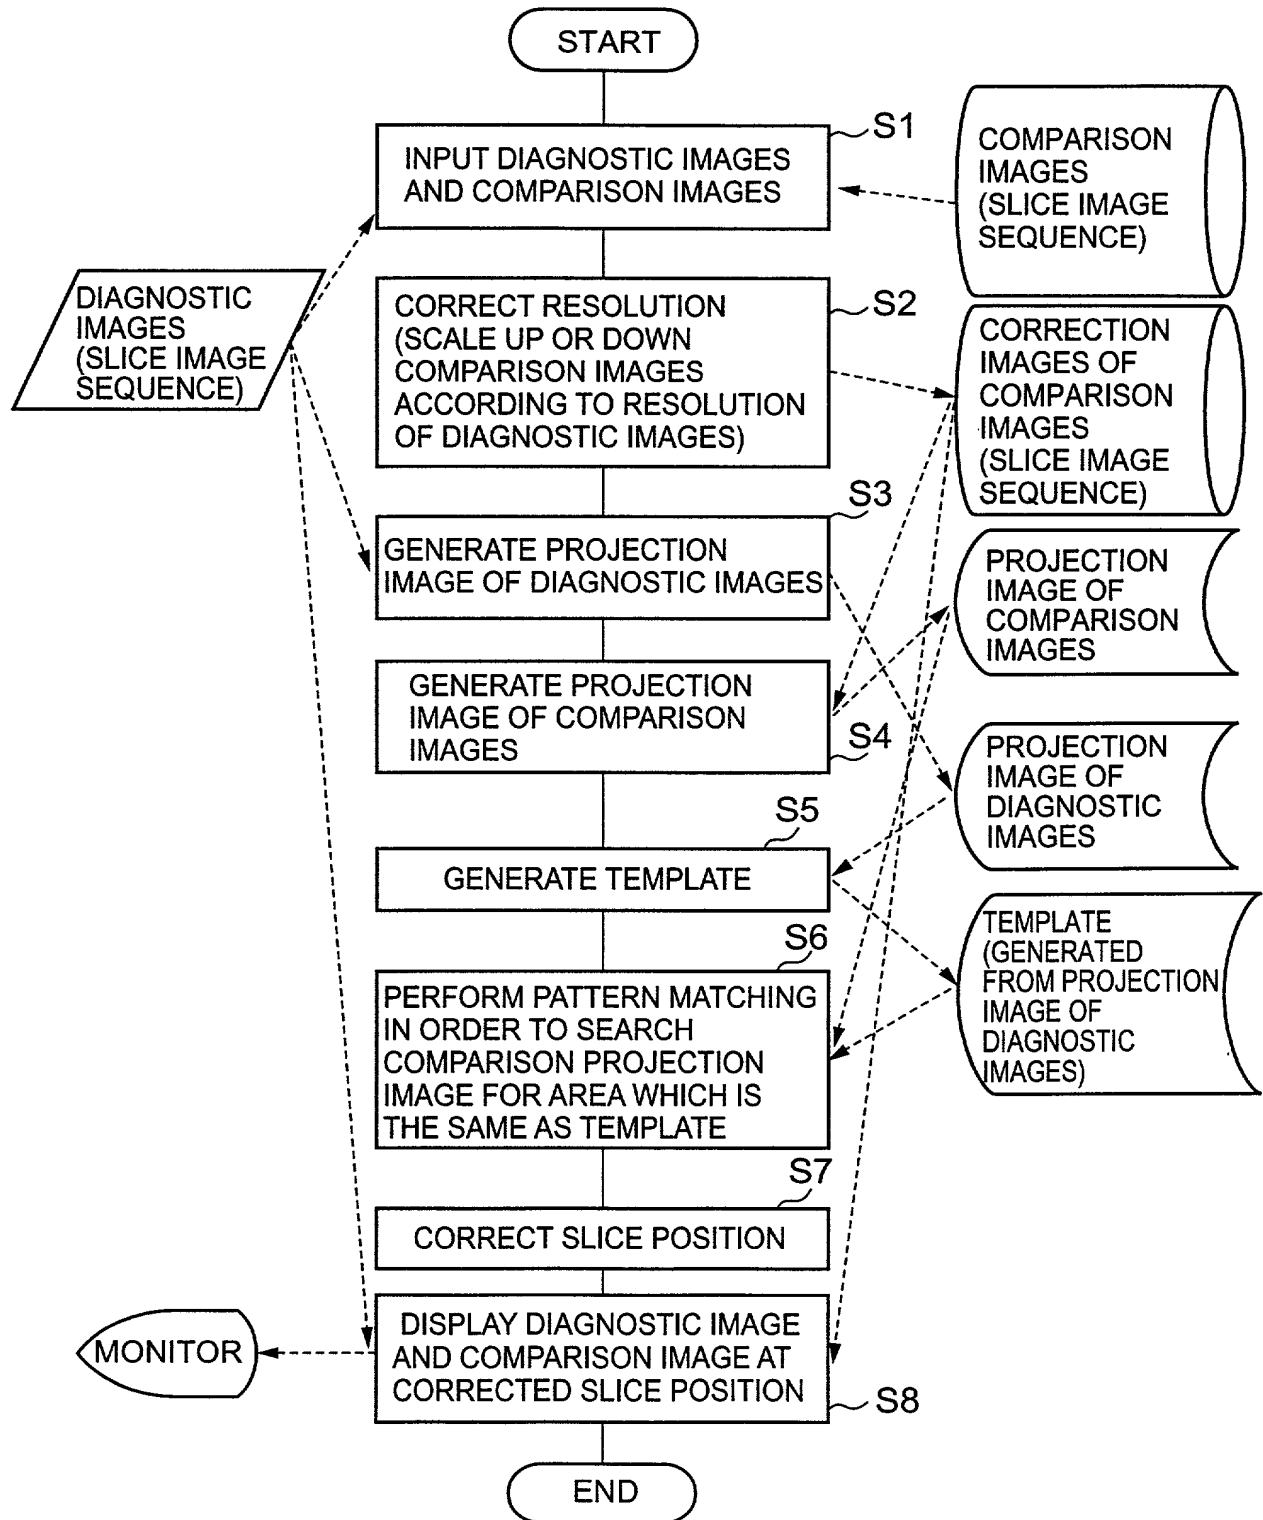 START
S1
INPUT DIAGNOSTIC IMAGES
AND COMPARISON IMAGES
COMPARISON
IMAGES
(SLICE IMAGE
SEQUENCE)
DIAGNOSTIC
IMAGES
(SLICE IMAGE
SEQUENCE)
S2
CORRECT RESOLUTION
(SCALE UP OR DOWN
COMPARISON IMAGES
ACCORDING TO RESOLUTION
OF DIAGNOSTIC IMAGES)
CORRECTION
IMAGES OF
COMPARISON
IMAGES
(SLICE IMAGE
SEQUENCE)
S3
GENERATE PROJECTION
IMAGE OF DIAGNOSTIC IMAGES
PROJECTION
IMAGE OF
COMPARISON
IMAGES
GENERATE PROJECTION
IMAGE OF COMPARISON
IMAGES
S4
PROJECTION
IMAGE OF
DIAGNOSTIC
IMAGES
S5
GENERATE TEMPLATE
TEMPLATE
(GENERATED
FROM PROJECTION
IMAGE OF
DIAGNOSTIC
IMAGES)
S6
PERFORM PATTERN MATCHING
IN ORDER TO SEARCH
COMPARISON PROJECTION
IMAGE FOR AREA WHICH IS
THE SAME AS TEMPLATE
S7
CORRECT SLICE POSITION
DISPLAY DIAGNOSTIC IMAGE
AND COMPARISON IMAGE AT
CORRECTED SLICE POSITION
S8
MONITOR
END